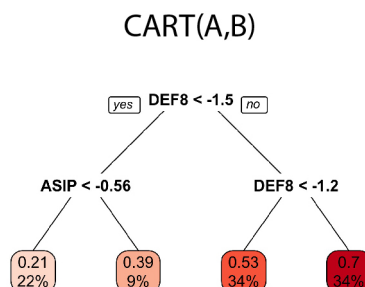 CART(A,B)
yes DEF8 < -1.5 no
ASIP < -0.56 DEF8 < -1.2
0.21 0.39 0.53 0.7
22% 9% 34% 34%